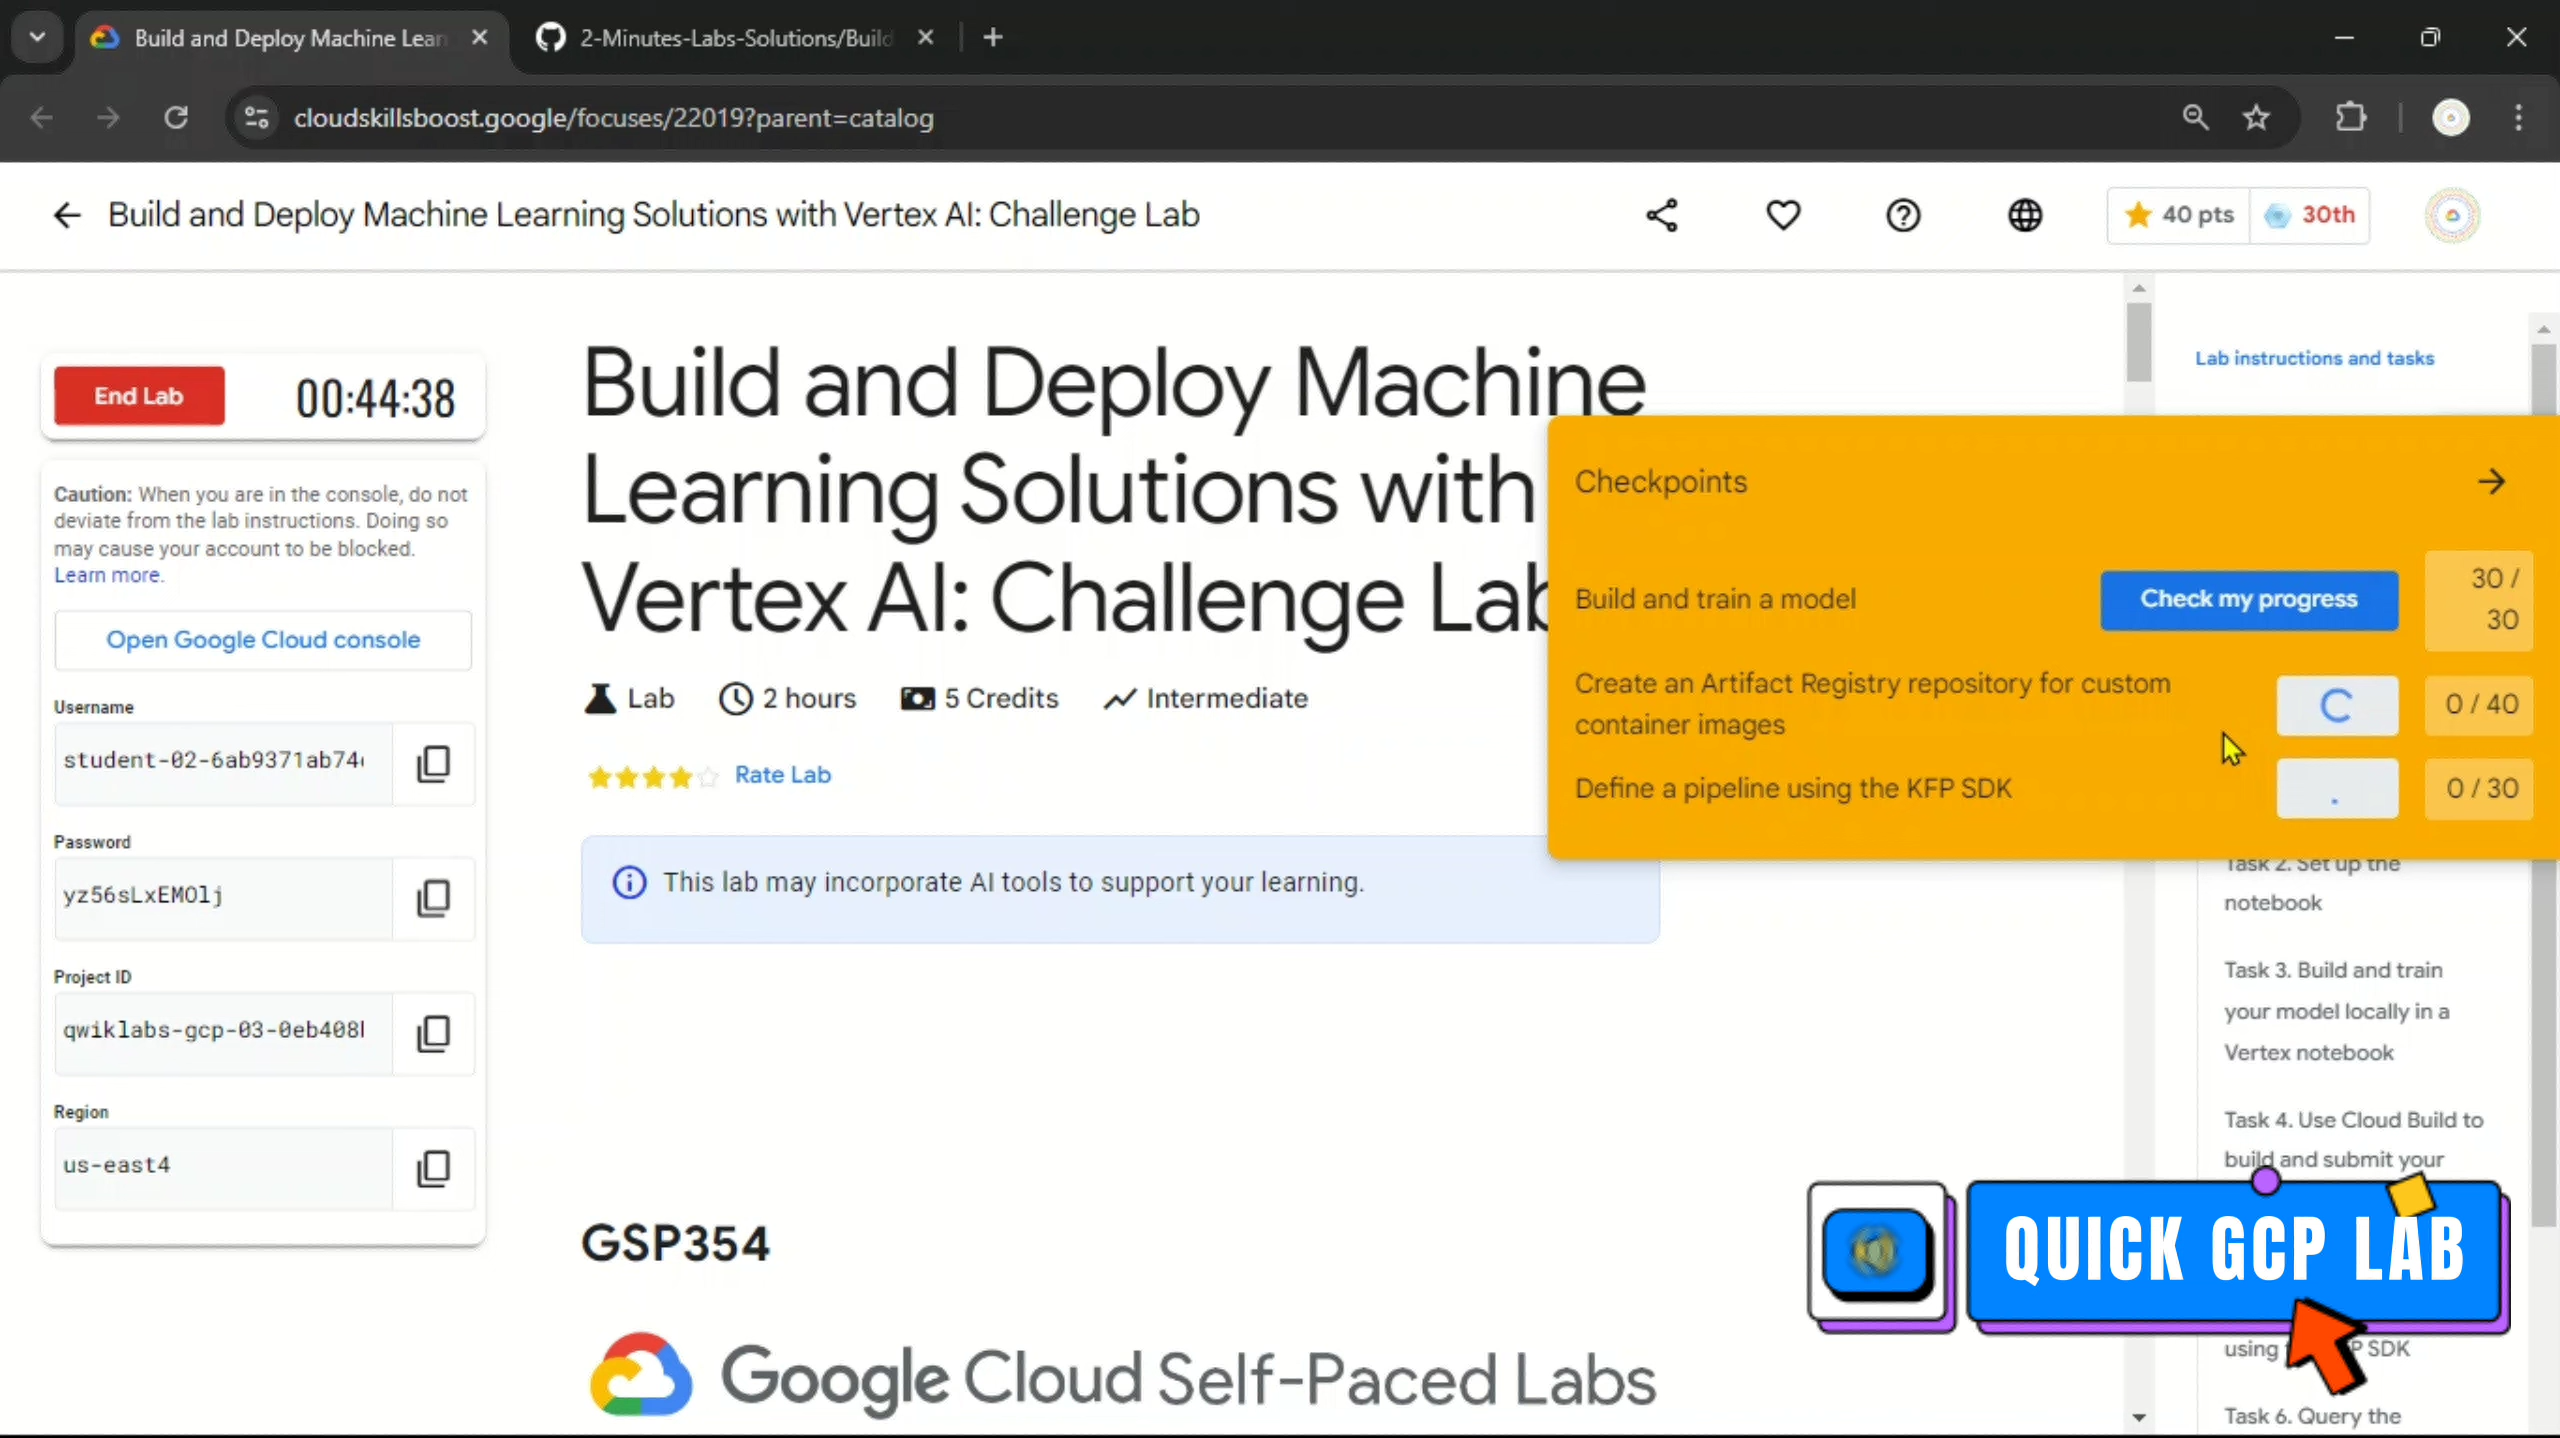 Build and Deploy Machine Lear
2-Minutes-Labs-Solutions/Build
cloudskillsboost.google/focuses/22019?parent=catalog
Build and Deploy Machine Learning Solutions with Vertex AI: Challenge Lab
40 pts
30th
End Lab
00:44:38
Caution: When you are in the console, do not
deviate from the lab instructions. Doing so
may cause your account to be blocked.
Learn more.
Open Google Cloud console
Username
student-02-6ab9371ab74
Password
yz56sLxEMOlj
Project ID
qwiklabs-gcp-03-0eb408
Region
us-east4
Build and Deploy Machine
Learning Solutions with
Vertex AI: Challenge Lab
Lab
2 hours
5 Credits
Intermediate
Rate Lab
This lab may incorporate AI tools to support your learning.
GSP354
Google Cloud Self-Paced Labs
Lab instructions and tasks
Checkpoints
Build and train a model
Check my progress
30 /
30
Create an Artifact Registry repository for custom
container images
0 / 40
Define a pipeline using the KFP SDK
0 / 30
Task 2. Set up the
notebook
Task 3. Build and train
your model locally in a
Vertex notebook
Task 4. Use Cloud Build to
build and submit your
QUICK GCP LAB
using
P SDK
Task 6. Query the